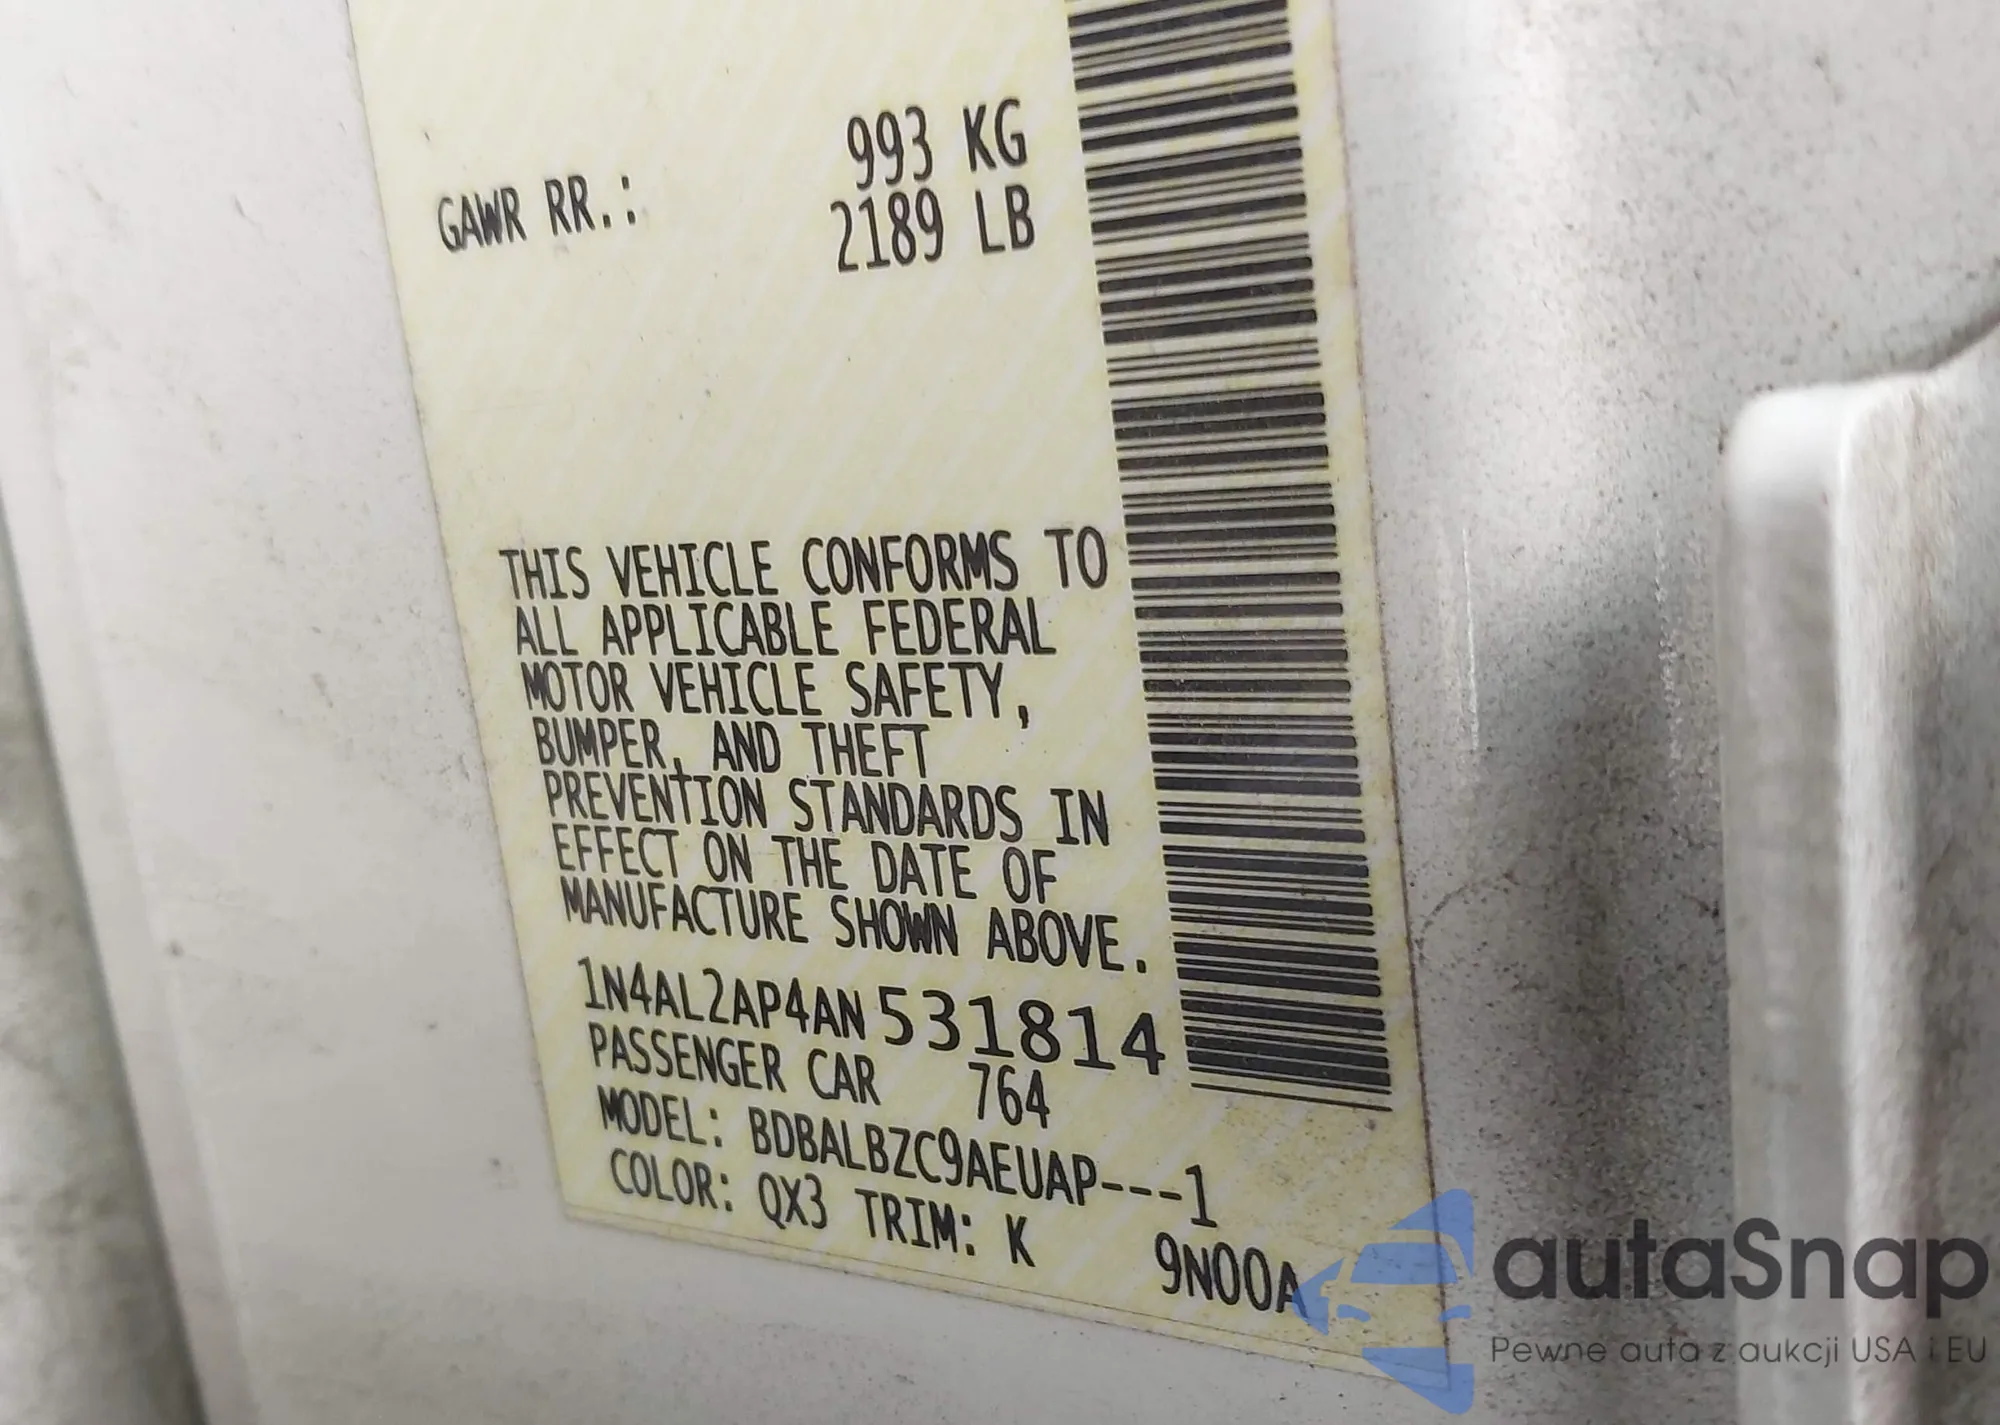 993 KG
GAWR RR.: 2189 LB
THIS VEHICLE CONFORMS TO
ALL APPLICABLE FEDERAL
MOTOR VEHICLE SAFETY,
BUMPER, AND THEFT
PREVENTION STANDARDS IN
EFFECT ON THE DATE OF
MANUFACTURE SHOWN ABOVE.
1N4AL2AP4AN531814
PASSENGER CAR 764
MODEL: BDBALBZC9AEUAP---1
COLOR: QX3 TRIM: K 9N00A
autaSnap
Pewne auta z aukcji USA i EU